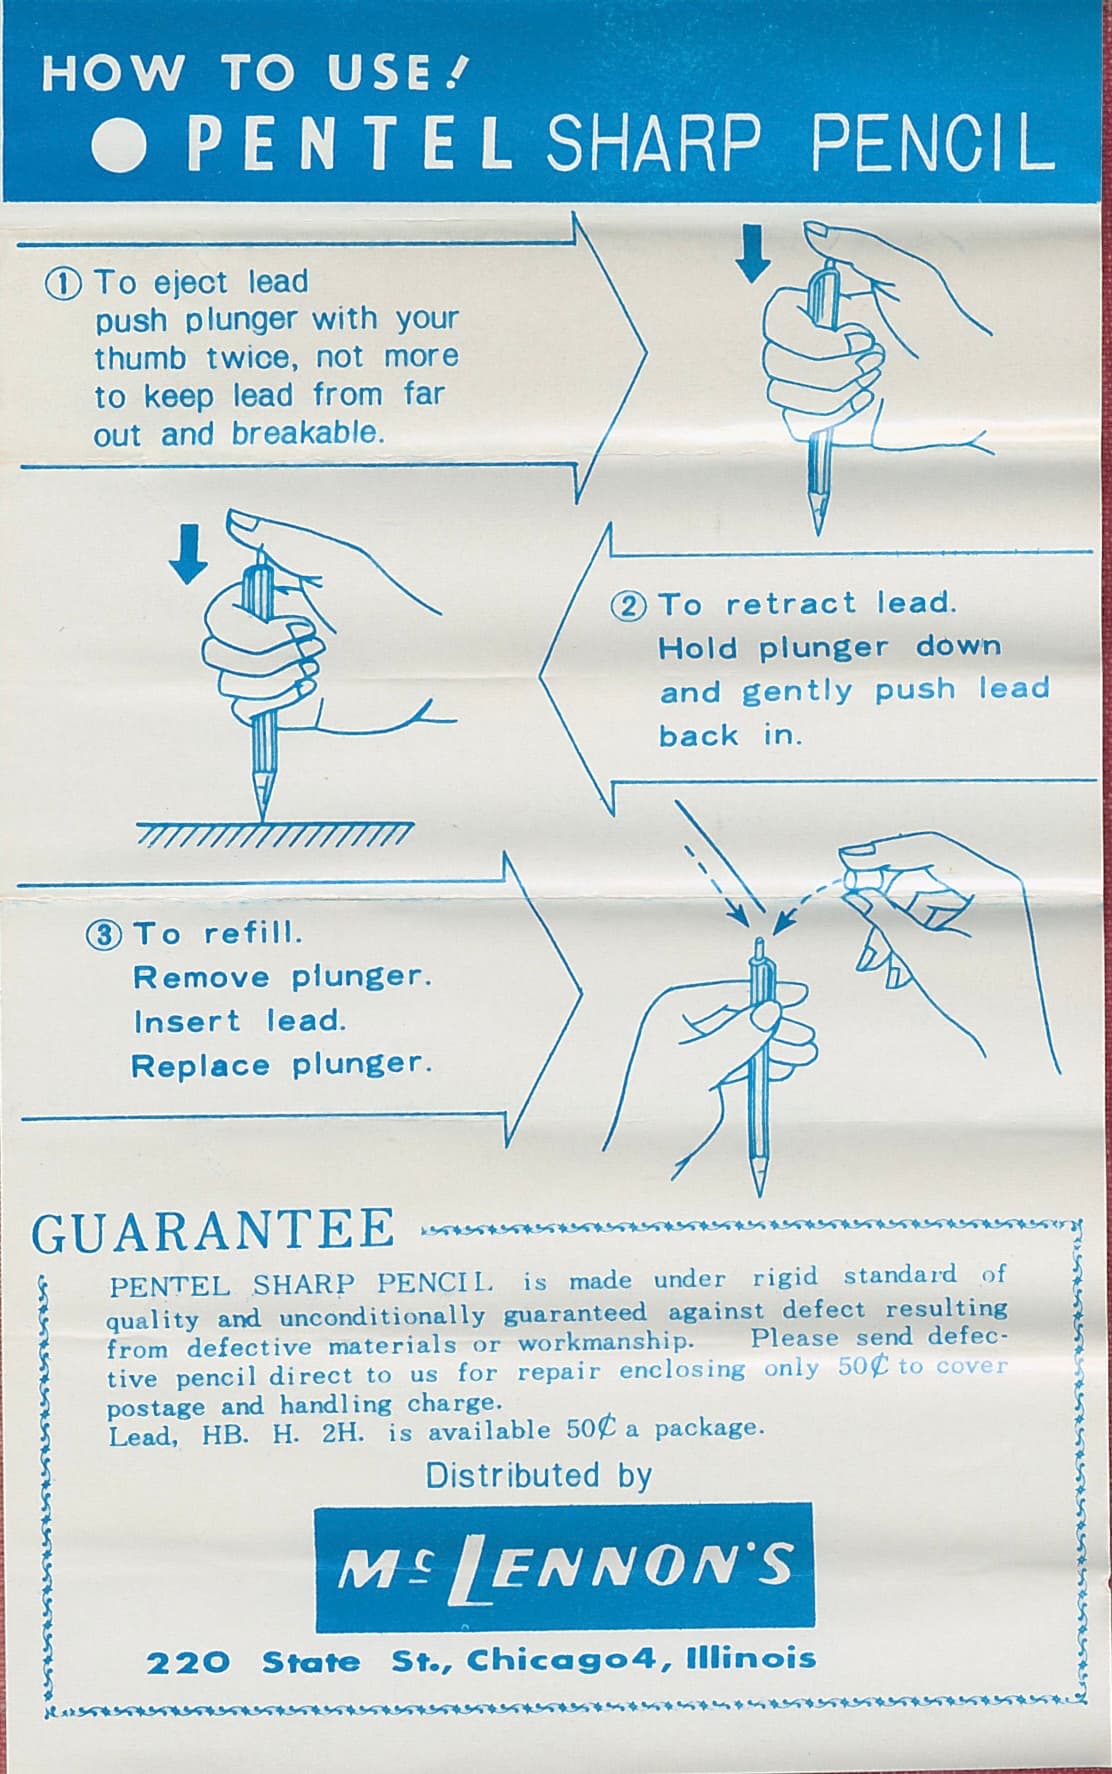 HOW TO USE!
● PENTEL SHARP PENCIL
① To eject lead
push plunger with your
thumb twice, not more
to keep lead from far
out and breakable.
② To retract lead.
Hold plunger down
and gently push lead
back in.
③ To refill.
Remove plunger.
Insert lead.
Replace plunger.
GUARANTEE
PENTEL SHARP PENCIL is made under rigid standard of
quality and unconditionally guaranteed against defect resulting
from defective materials or workmanship. Please send defec-
tive pencil direct to us for repair enclosing only 50₵ to cover
postage and handling charge.
Lead, HB. H. 2H. is available 50₵ a package.
Distributed by
McLENNON'S
220 State St., Chicago4, Illinois